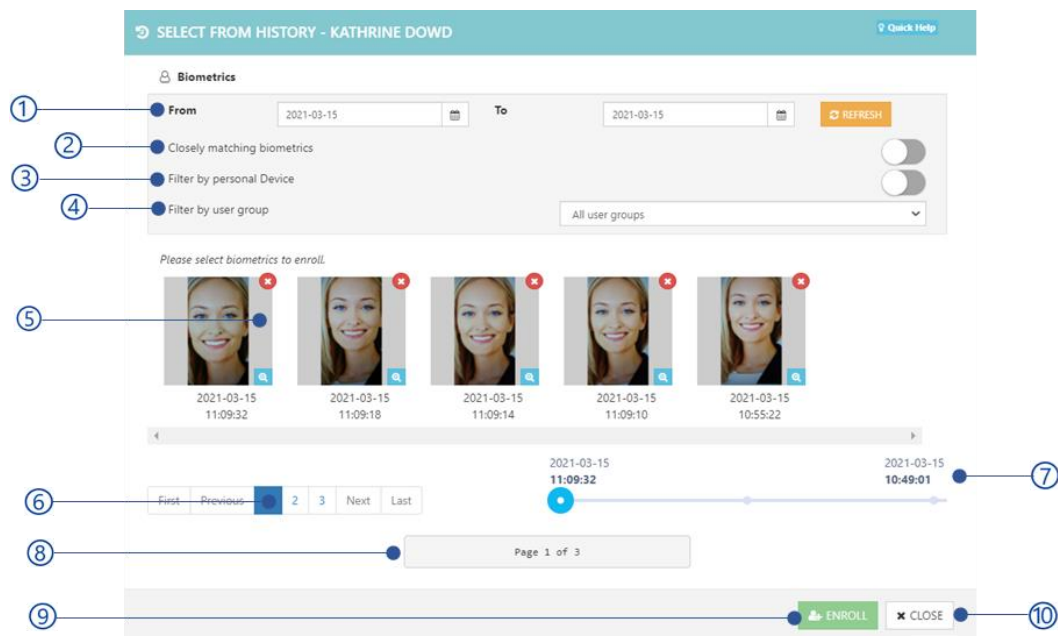 SELECT FROM HISTORY - KATHRINE DOWD
Quick Help
Biometrics
1 From 2021-03-15 To 2021-03-15 REFRESH
2 Closely matching biometrics
3 Filter by personal Device
4 Filter by user group All user groups
Please select biometrics to enroll.
5
2021-03-15 2021-03-15 2021-03-15 2021-03-15 2021-03-15
11:09:32 11:09:18 11:09:14 11:09:10 10:55:22
2021-03-15 2021-03-15
11:09:32 10:49:01 7
6 First Previous 2 3 Next Last
8 Page 1 of 3
9 ENROLL CLOSE 10